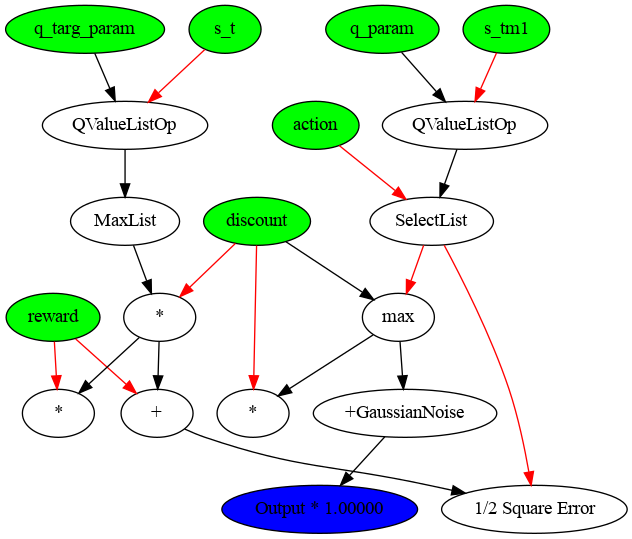 q_targ_param
s_t
q_param
s_tm1
QValueListOp
action
QValueListOp
MaxList
discount
SelectList
reward
*
max
*
+
*
+GaussianNoise
Output * 1.00000
1/2 Square Error